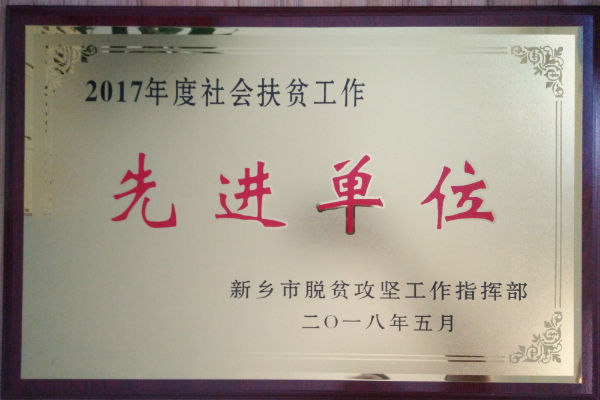 2017年度社会扶贫工作
先进单位
新乡市脱贫攻坚工作指挥部
二〇一八年五月